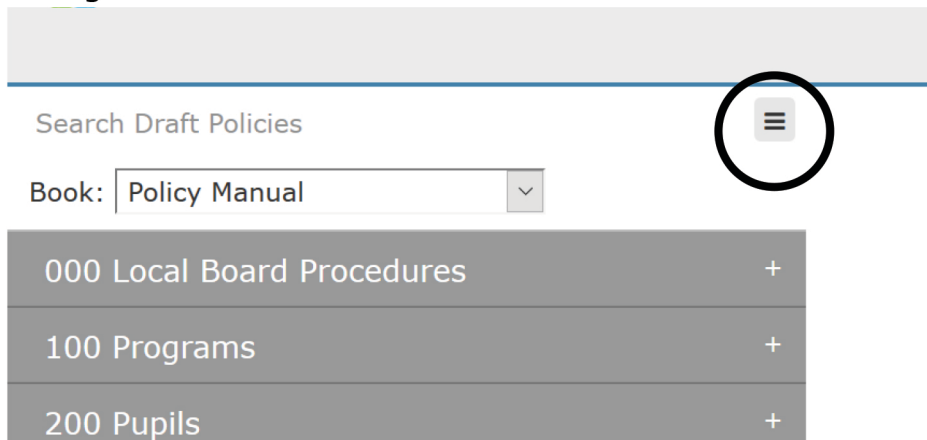 Search Draft Policies
Book: Policy Manual
000 Local Board Procedures +
100 Programs +
200 Pupils +